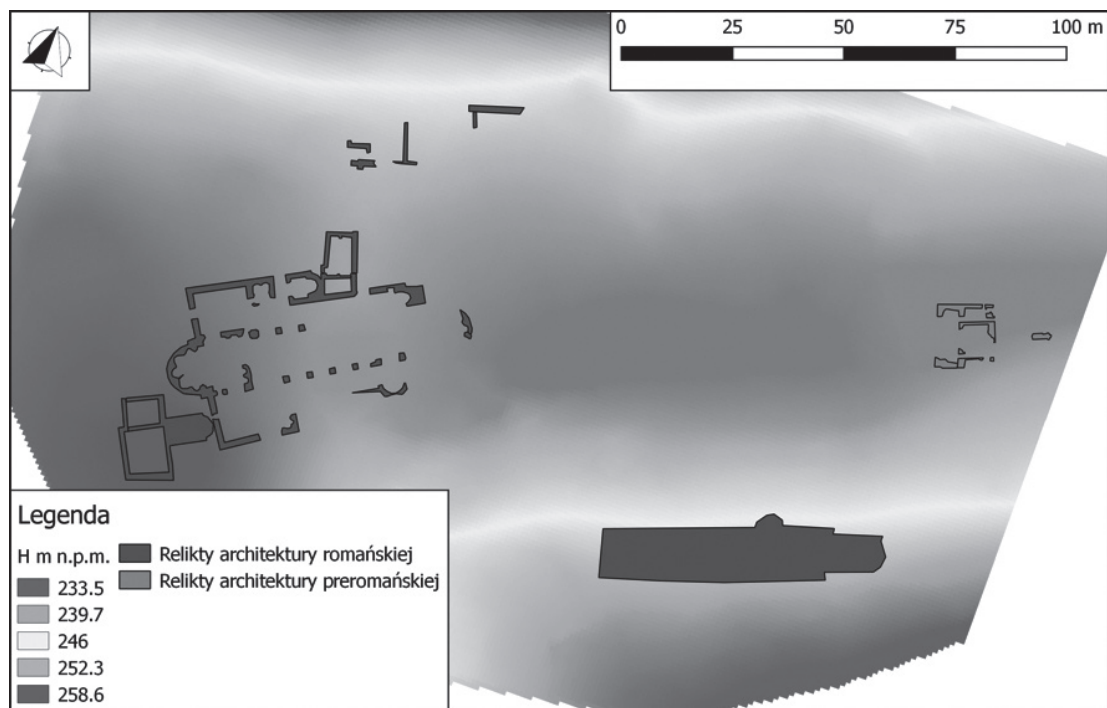 0 25 50 75 100 m
Legenda
H m n.p.m.
233.5
239.7
246
252.3
258.6
Relikty architektury romańskiej
Relikty architektury preromańskiej